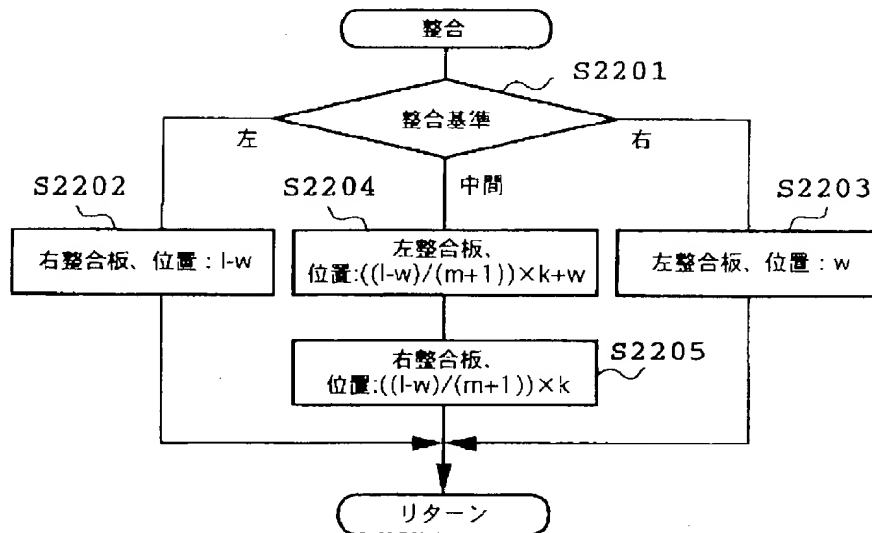 整合
S2201
整合基準
左
右
中間
S2202
S2204
S2203
右整合板、位置：l-w
左整合板、
位置:((l-w)/(m+1))×k+w
左整合板、位置：w
S2205
右整合板、
位置:((l-w)/(m+1))×k
リターン